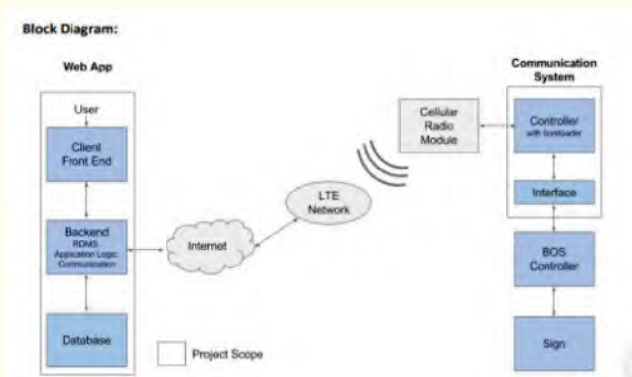 Block Diagram:
Web App
User
Client
Front End
Backend
RDMS
Application Logic
Communication
Database
Internet
LTE
Network
Project Scope
Cellular
Radio
Module
Communication
System
Controller
with bootloader
Interface
BOS
Controller
Sign